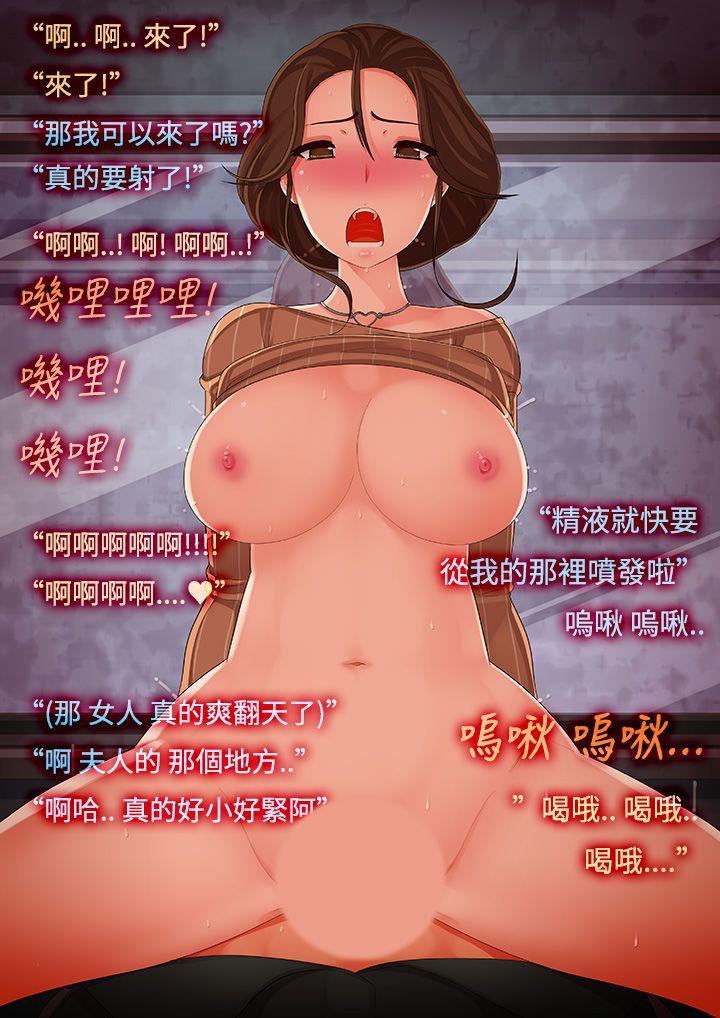 “啊.. 啊.. 來了!”
“來了!”
“那我可以來了嗎?”
“真的要射了!”
“啊啊..! 啊! 啊啊..!”
嘰哩哩哩!
嘰哩!
嘰哩!
“啊啊啊啊啊!!!!”
“啊啊啊啊....♥”
“精液就快要
從我的那裡噴發啦”
嗚啾 嗚啾..
“(那 女人 真的爽翻天了)”
“啊 夫人的 那個地方..”
“啊哈.. 真的好小好緊阿”
嗚啾 嗚啾...
” 喝哦.. 喝哦..
喝哦....”